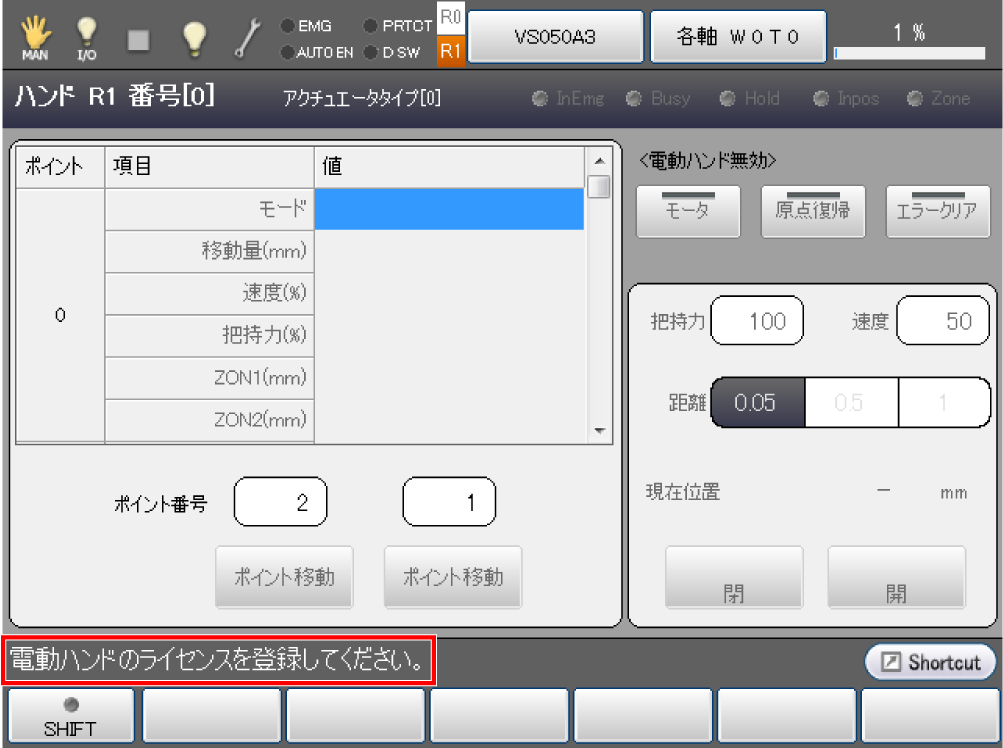 MAN I/O EMG PRTCT R0 VS050A3 各軸 W0T0 1 %
AUTO EN D SW R1
ハンド R1 番号[0] アクチュエータタイプ[0] InEmg Busy Hold Inpos Zone
ポイント 項目 値
0
モード
移動量(mm)
速度(%)
把持力(%)
ZON1(mm)
ZON2(mm)
ポイント番号 2 1
ポイント移動 ポイント移動
<電動ハンド無効>
モータ 原点復帰 エラークリア
把持力 100 速度 50
距離 0.05 0.5 1
現在位置 - mm
閉 開
電動ハンドのライセンスを登録してください。
Shortcut
SHIFT